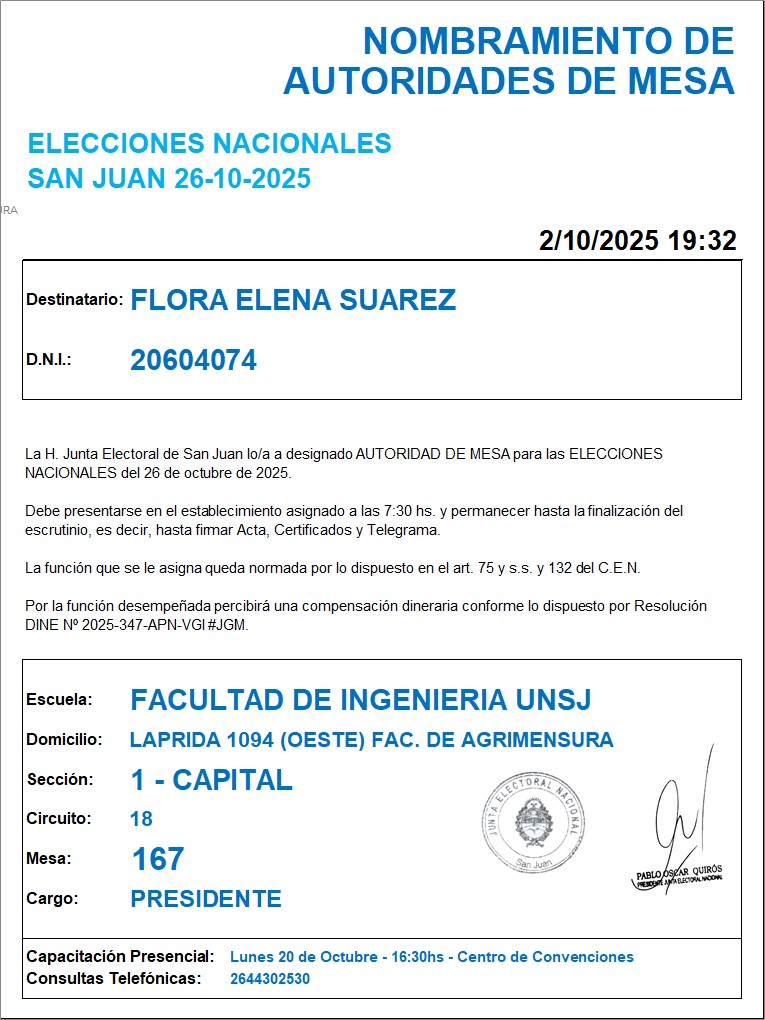 NOMBRAMIENTO DE
AUTORIDADES DE MESA
ELECCIONES NACIONALES
SAN JUAN 26-10-2025
URA
2/10/2025 19:32
Destinatario: FLORA ELENA SUAREZ
D.N.I.: 20604074
La H. Junta Electoral de San Juan lo/a a designado AUTORIDAD DE MESA para las ELECCIONES
NACIONALES del 26 de octubre de 2025.
Debe presentarse en el establecimiento asignado a las 7:30 hs. y permanecer hasta la finalización del
escrutinio, es decir, hasta firmar Acta, Certificados y Telegrama.
La función que se le asigna queda normada por lo dispuesto en el art. 75 y s.s. y 132 del C.E.N.
Por la función desempeñada percibirá una compensación dineraria conforme lo dispuesto por Resolución
DINE Nº 2025-347-APN-VGI#JGM.
Escuela: FACULTAD DE INGENIERIA UNSJ
Domicilio: LAPRIDA 1094 (OESTE) FAC. DE AGRIMENSURA
Sección: 1 - CAPITAL
Circuito: 18
Mesa: 167
Cargo: PRESIDENTE
JUNTA ELECTORAL NACIONAL
San Juan
PABLO OSCAR QUIRÓS
PRESIDENTE JUNTA ELECTORAL NACIONAL
Capacitación Presencial: Lunes 20 de Octubre - 16:30hs - Centro de Convenciones
Consultas Telefónicas: 2644302530